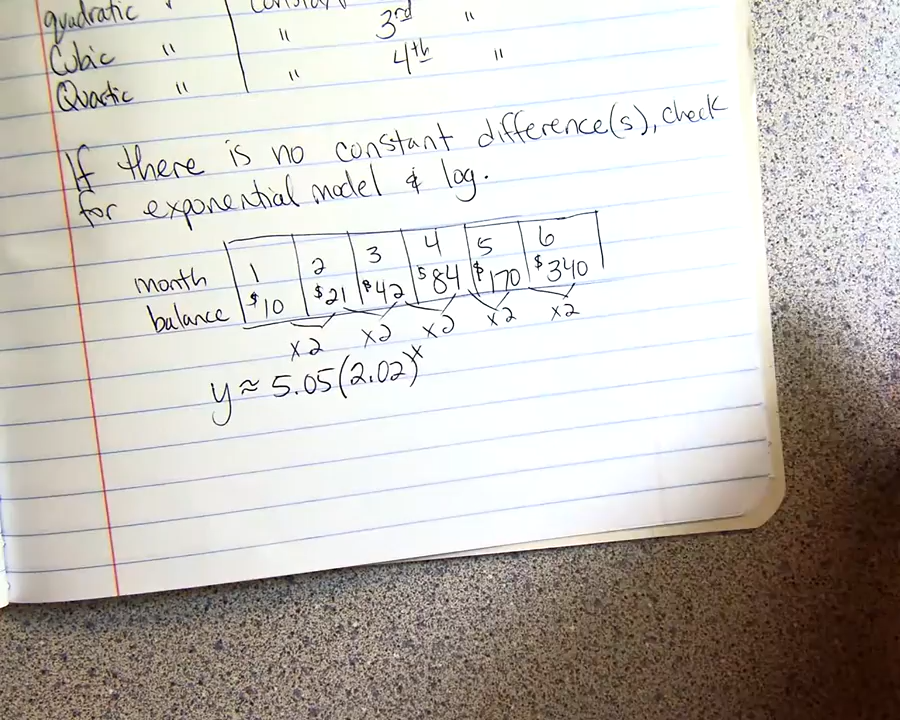 quadratic "
Cubic " " 3rd "
Quartic " " 4th "
If there is no constant difference(s), check
for exponential model & log.
month 1 2 3 4 5 6
balance $10 $21 $42 $84 $170 $340
x2 x2 x2 x2 x2
y ≈ 5.05(2.02)^x